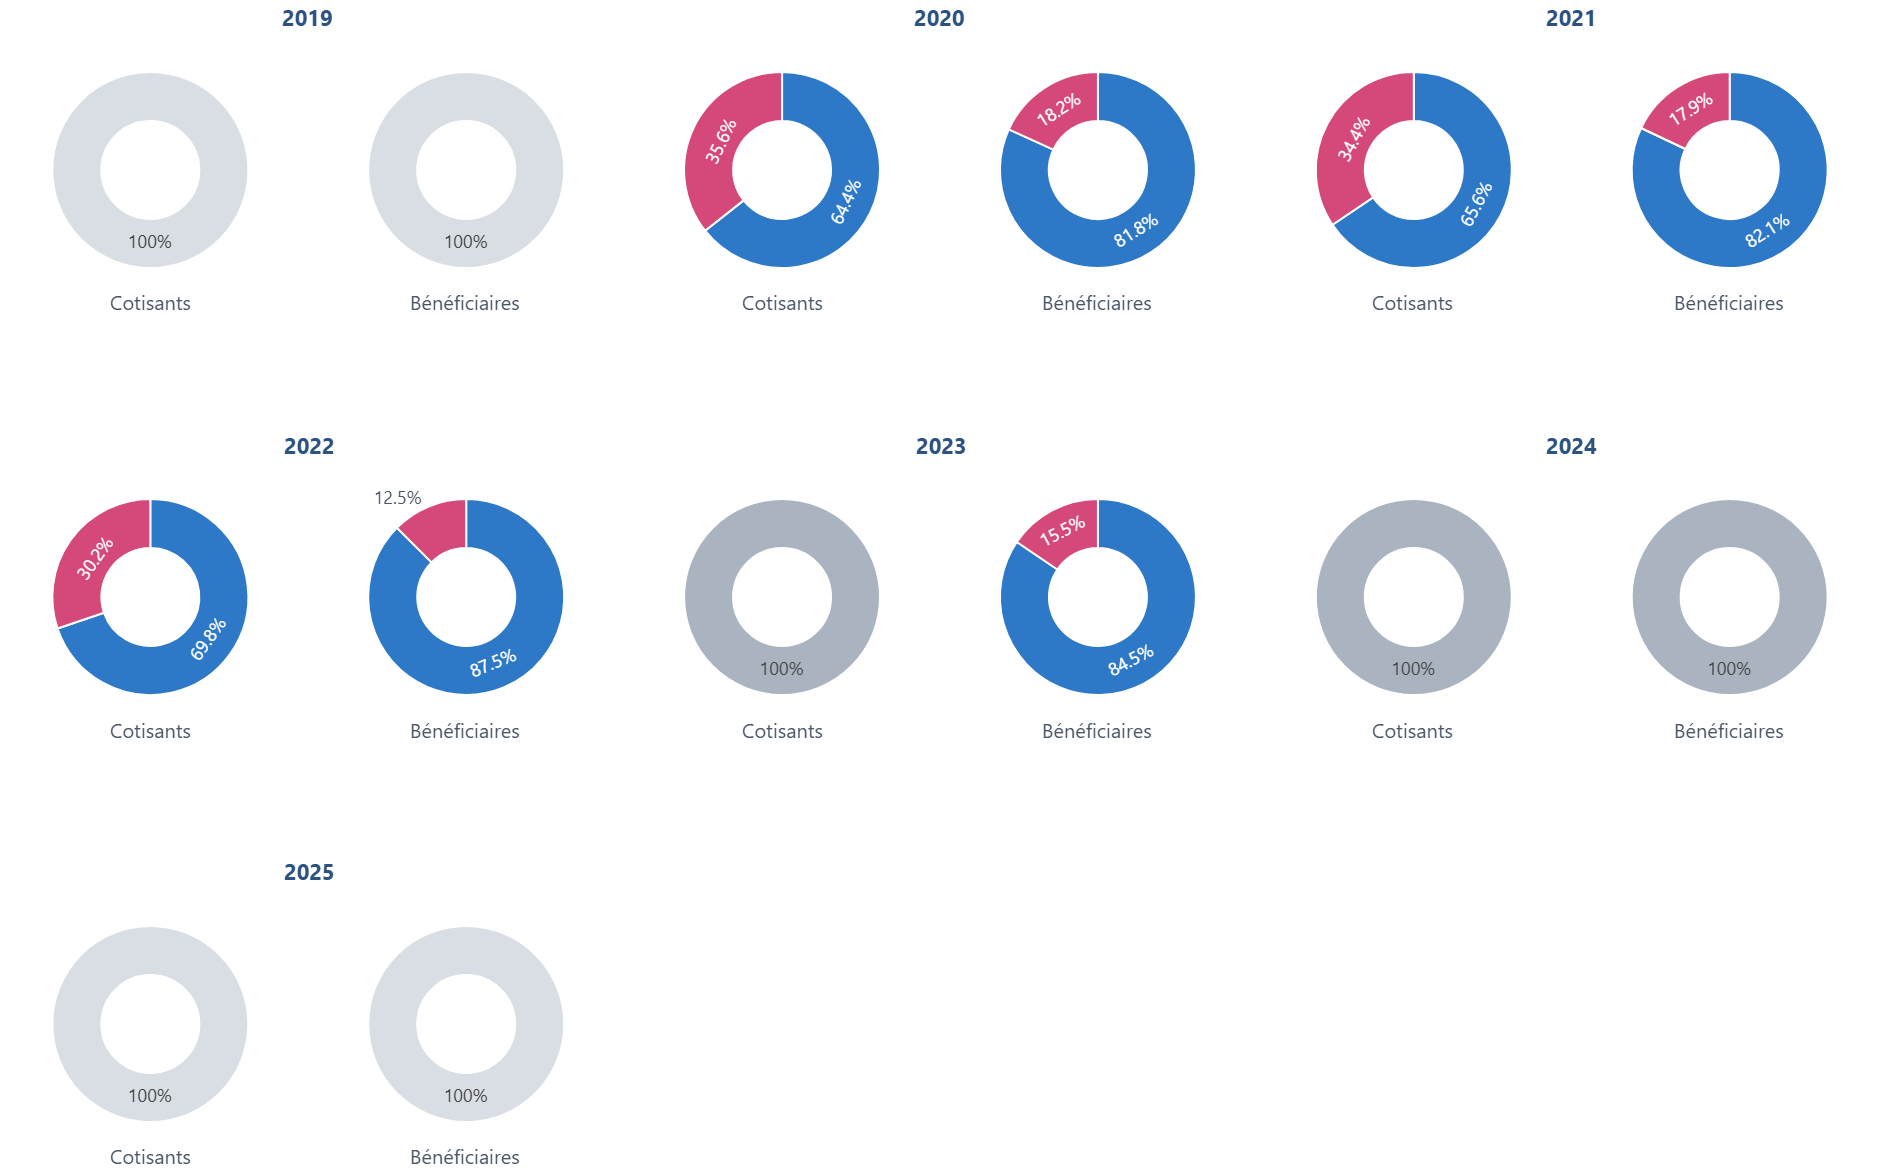 2019
100%
Cotisants
100%
Bénéficiaires
2020
35.6%
64.4%
Cotisants
18.2%
81.8%
Bénéficiaires
2021
34.4%
65.6%
Cotisants
17.9%
82.1%
Bénéficiaires
2022
30.2%
69.8%
Cotisants
12.5%
87.5%
Bénéficiaires
2023
100%
Cotisants
15.5%
84.5%
Bénéficiaires
2024
100%
Cotisants
100%
Bénéficiaires
2025
100%
Cotisants
100%
Bénéficiaires